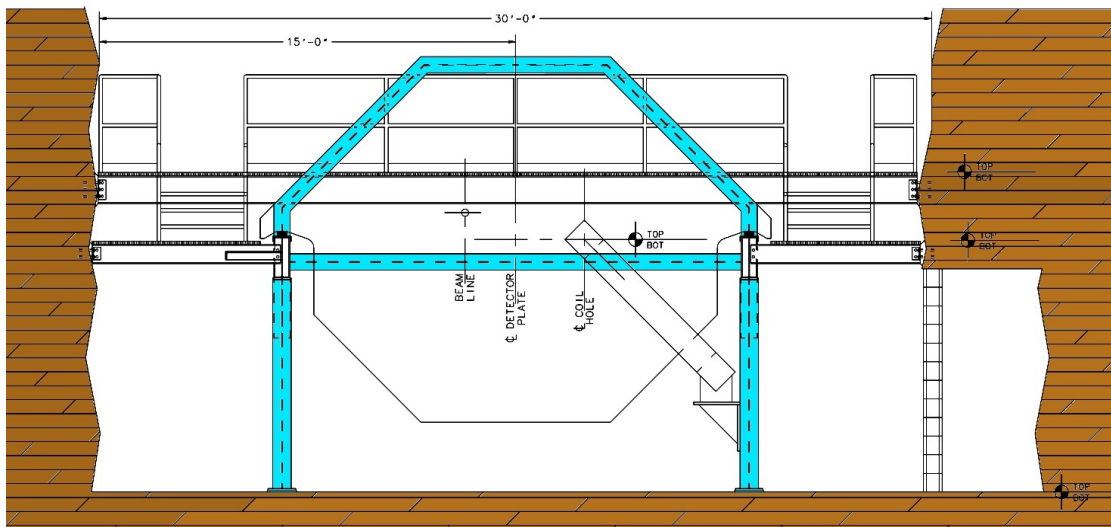 30'-0"
15'-0"
TOP
BOT
TOP
BOT
TOP
BOT
BEAM
LINE
℄ DETECTOR
PLATE
℄ COIL
HOLE
TOP
BOT